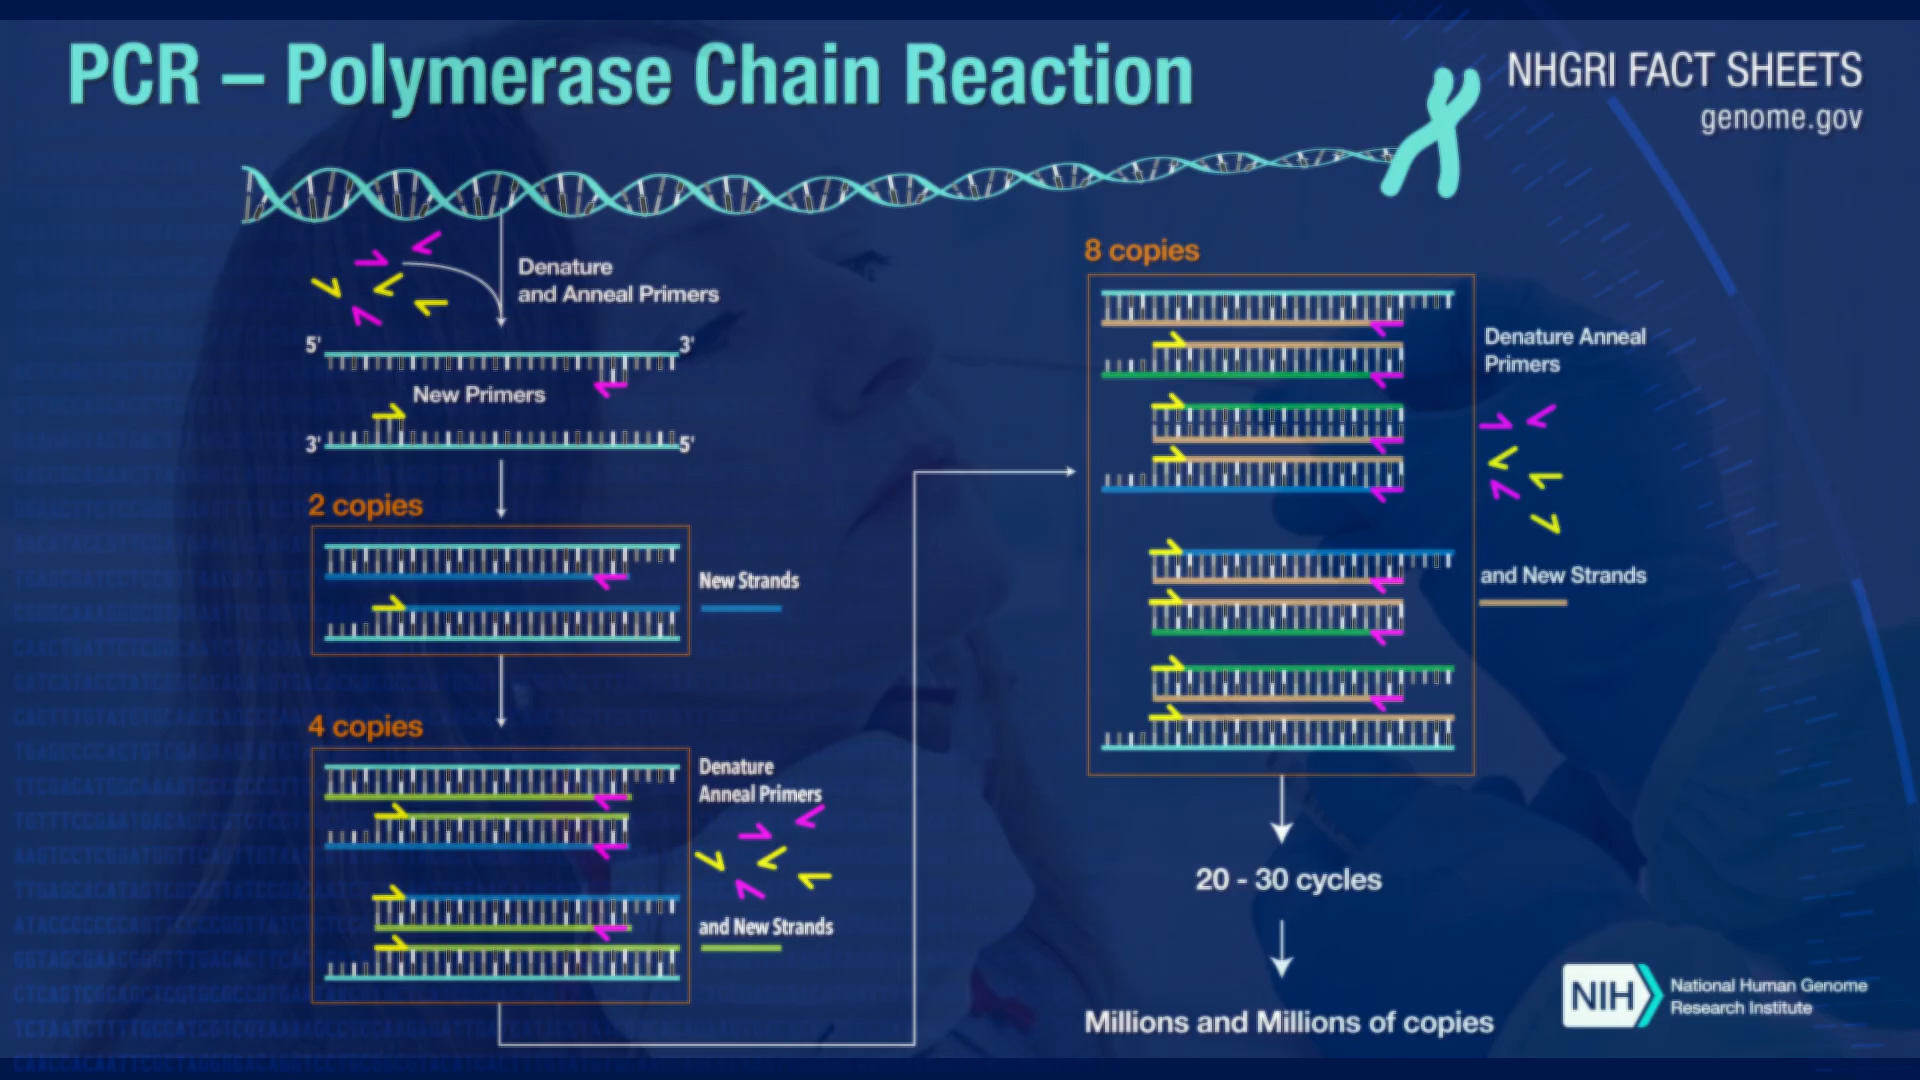 PCR – Polymerase Chain Reaction
NHGRI FACT SHEETS
genome.gov
Denature
and Anneal Primers
5'
3'
New Primers
3'
5'
2 copies
New Strands
4 copies
Denature
Anneal Primers
and New Strands
8 copies
Denature Anneal
Primers
and New Strands
20 - 30 cycles
Millions and Millions of copies
NIH
National Human Genome
Research Institute